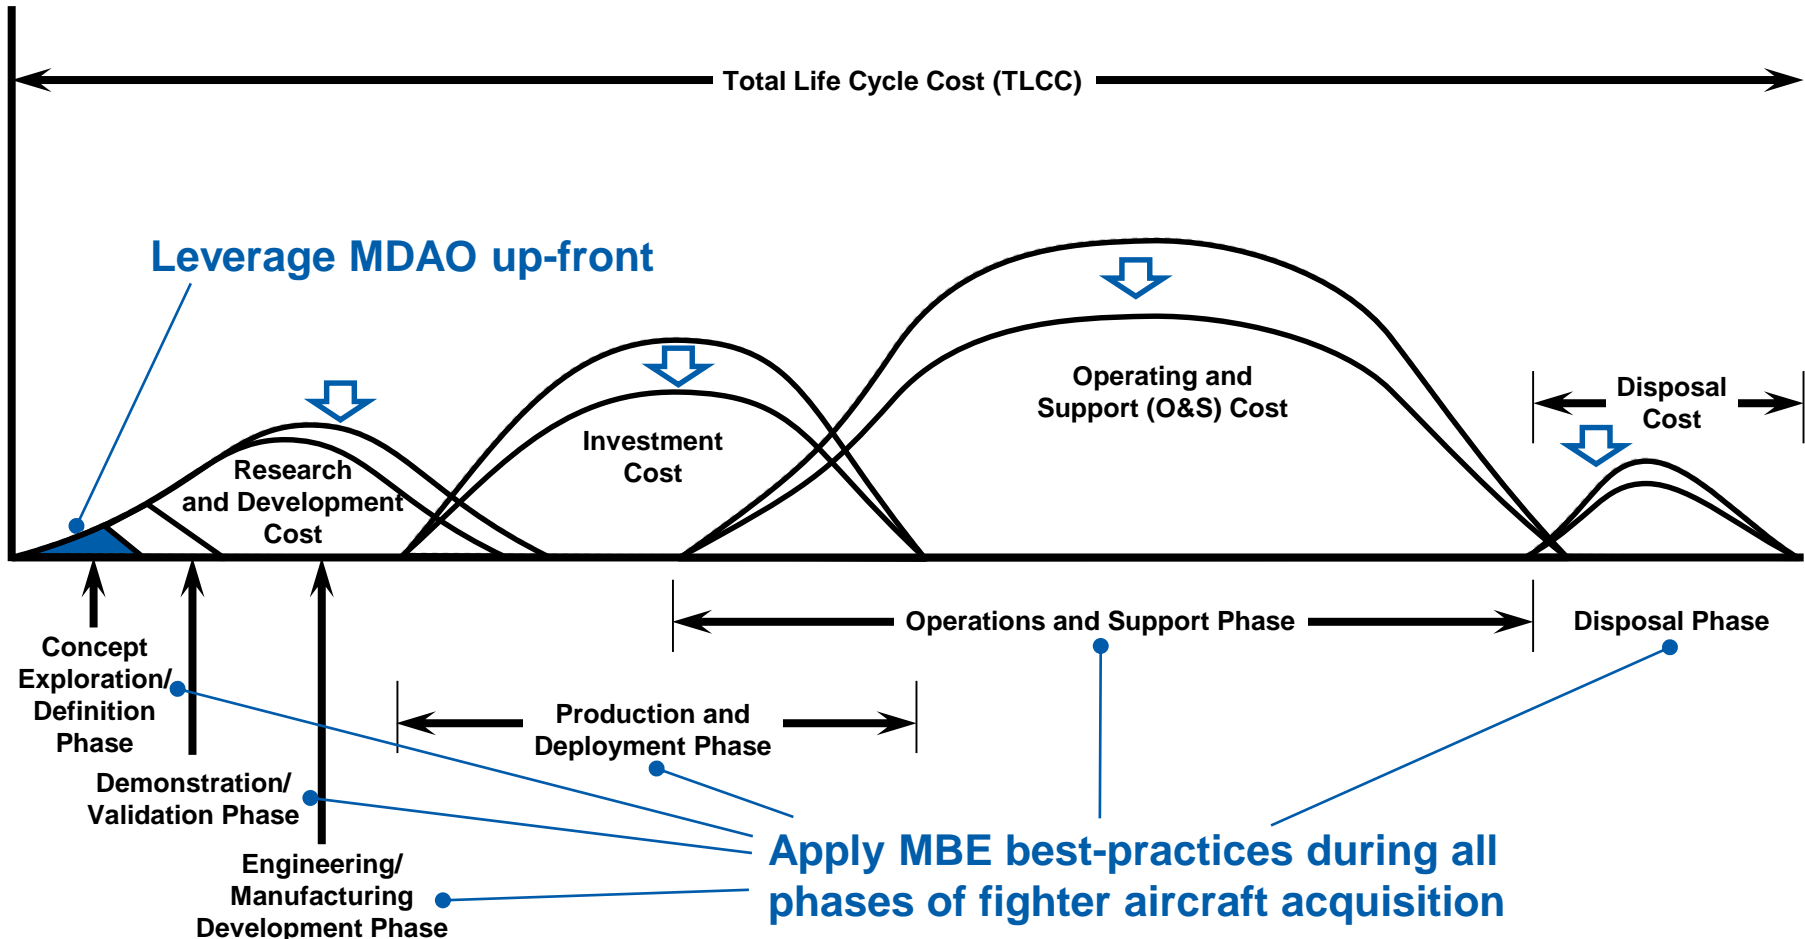 Total Life Cycle Cost (TLCC)
Leverage MDAO up-front
Research
and Development
Cost
Investment
Cost
Operating and
Support (O&S) Cost
Disposal
Cost
Concept
Exploration/
Definition
Phase
Demonstration/
Validation Phase
Engineering/
Manufacturing
Development Phase
Production and
Deployment Phase
Operations and Support Phase
Disposal Phase
Apply MBE best-practices during all
phases of fighter aircraft acquisition